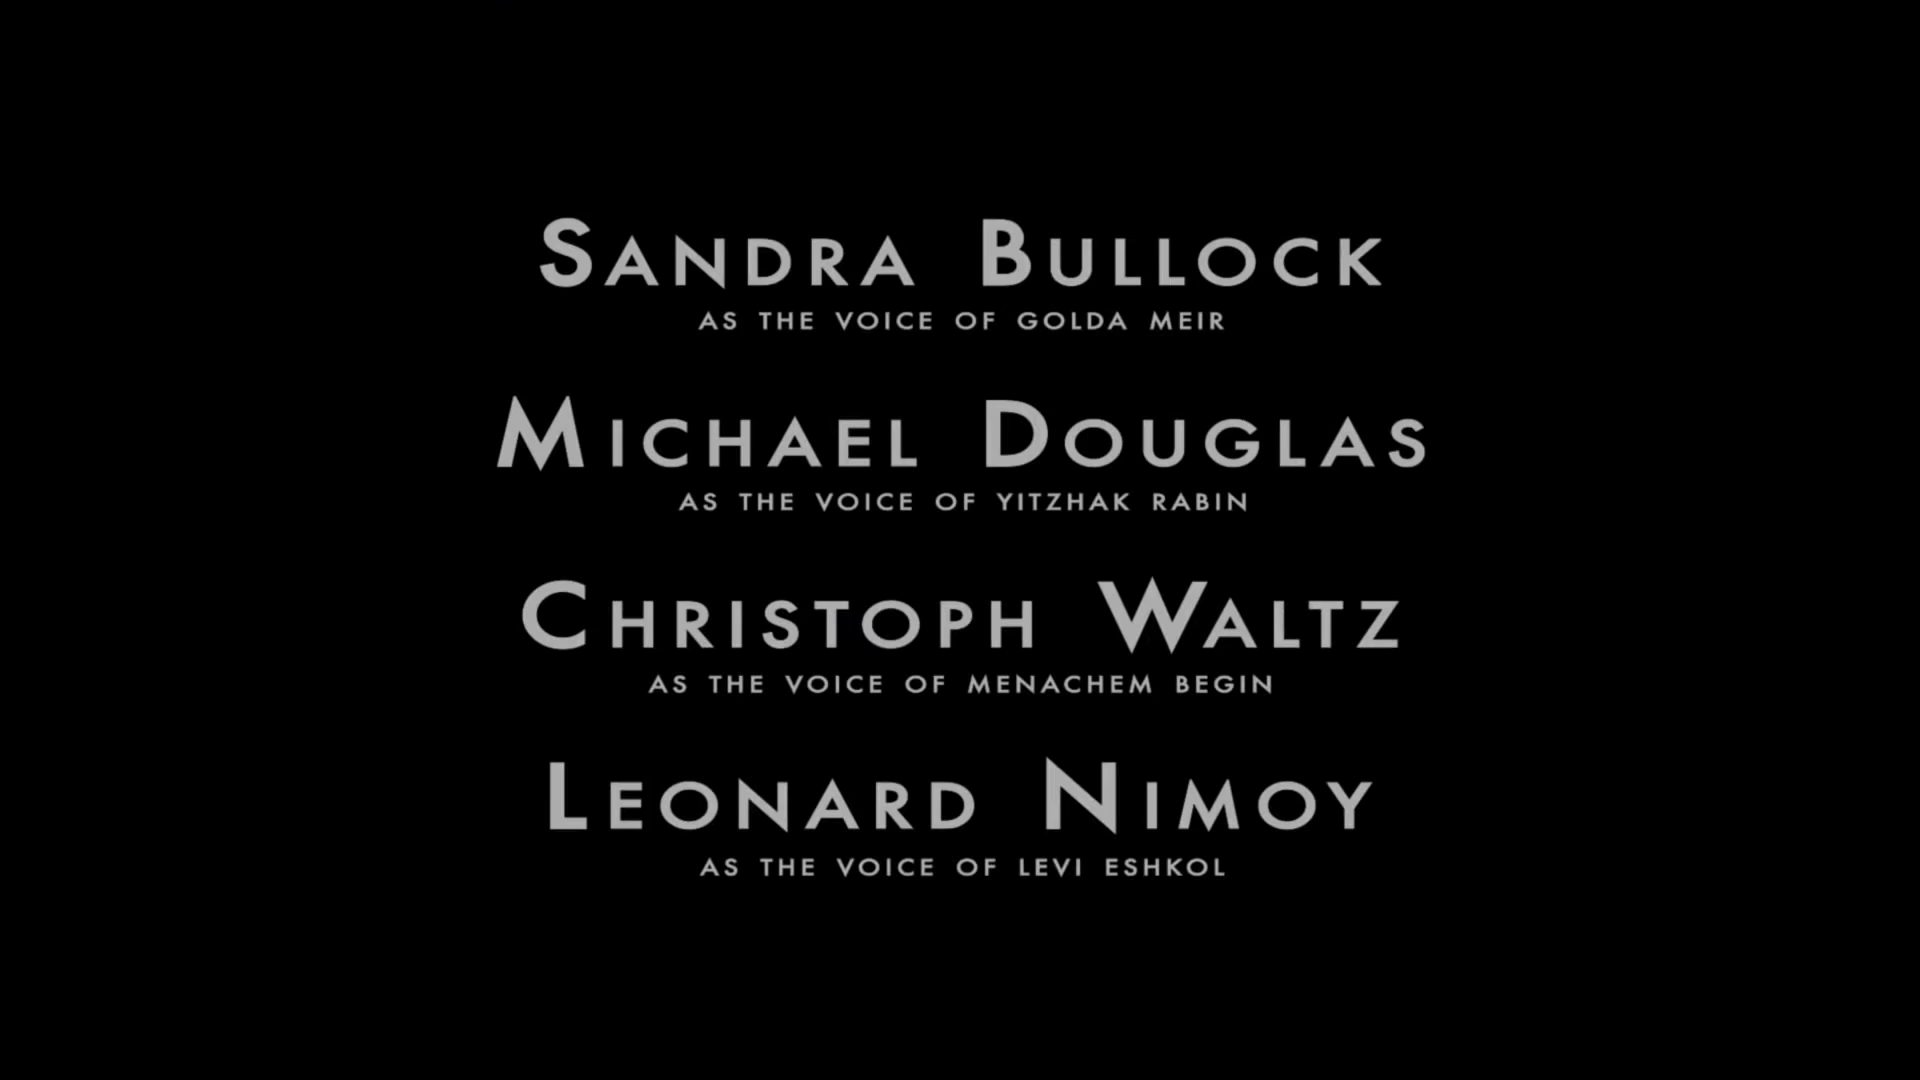 SANDRA BULLOCK
AS THE VOICE OF GOLDA MEIR
MICHAEL DOUGLAS
AS THE VOICE OF YITZHAK RABIN
CHRISTOPH WALTZ
AS THE VOICE OF MENACHEM BEGIN
LEONARD NIMOY
AS THE VOICE OF LEVI ESHKOL